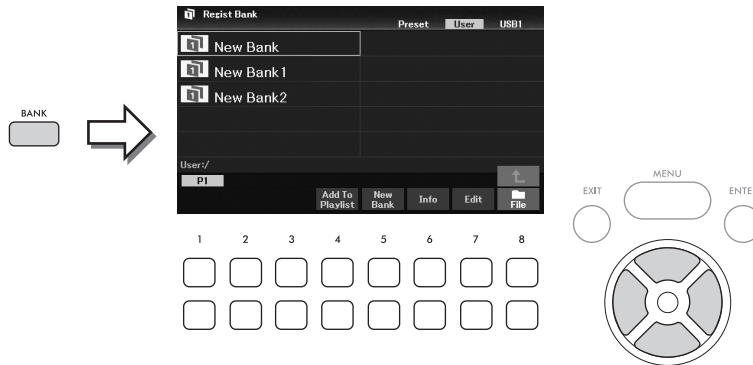 Regist Bank
Preset User USB1
New Bank
New Bank1
New Bank2
BANK
User:/
P1
Add To Playlist
New Bank
Info
Edit
File
EXIT
MENU
ENTE
1 2 3 4 5 6 7 8